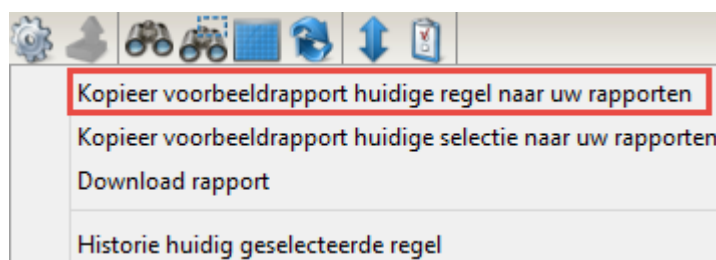 Kopieer voorbeeldrapport huidige regel naar uw rapporten
Kopieer voorbeeldrapport huidige selectie naar uw rapporten
Download rapport
Historie huidig geselecteerde regel